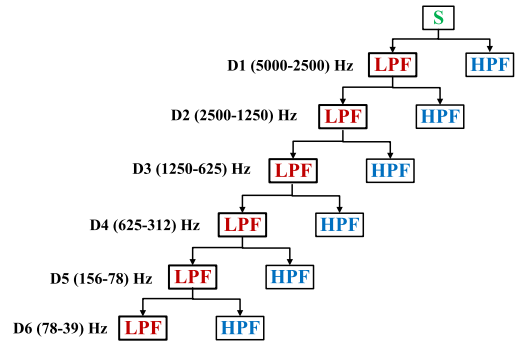 S
D1 (5000-2500) Hz LPF HPF
D2 (2500-1250) Hz LPF HPF
D3 (1250-625) Hz LPF HPF
D4 (625-312) Hz LPF HPF
D5 (156-78) Hz LPF HPF
D6 (78-39) Hz LPF HPF